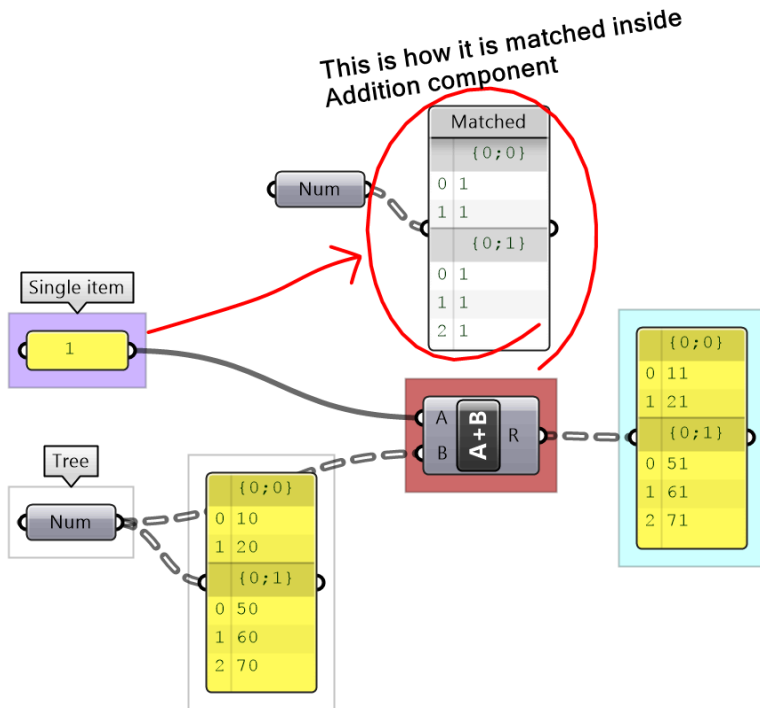 This is how it is matched inside
Addition component
Matched
{0;0}
0 1
1 1
{0;1}
0 1
1 1
2 1
Num
Single item
1
A
B
A+B
R
{0;0}
0 11
1 21
{0;1}
0 51
1 61
2 71
Tree
Num
{0;0}
0 10
1 20
{0;1}
0 50
1 60
2 70